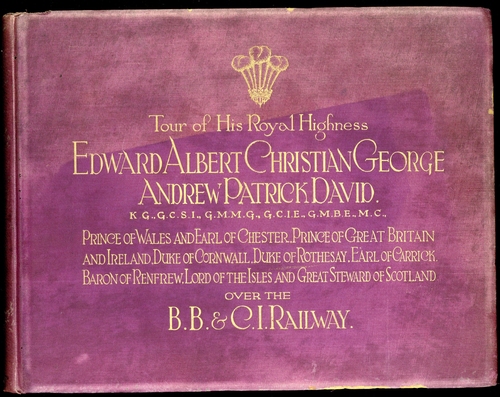 Tour of His Royal Highness
EDWARD ALBERT CHRISTIAN GEORGE
ANDREW PATRICK DAVID.
K.G., G.C.S.I., G.M.M.G., G.C.I.E., G.M.B.E., M.C.,
PRINCE OF WALES AND EARL OF CHESTER, PRINCE OF GREAT BRITAIN
AND IRELAND, DUKE OF CORNWALL, DUKE OF ROTHESAY, EARL OF CARRICK,
BARON OF RENFREW, LORD OF THE ISLES AND GREAT STEWARD OF SCOTLAND
OVER THE
B.B. & C.I. RAILWAY.